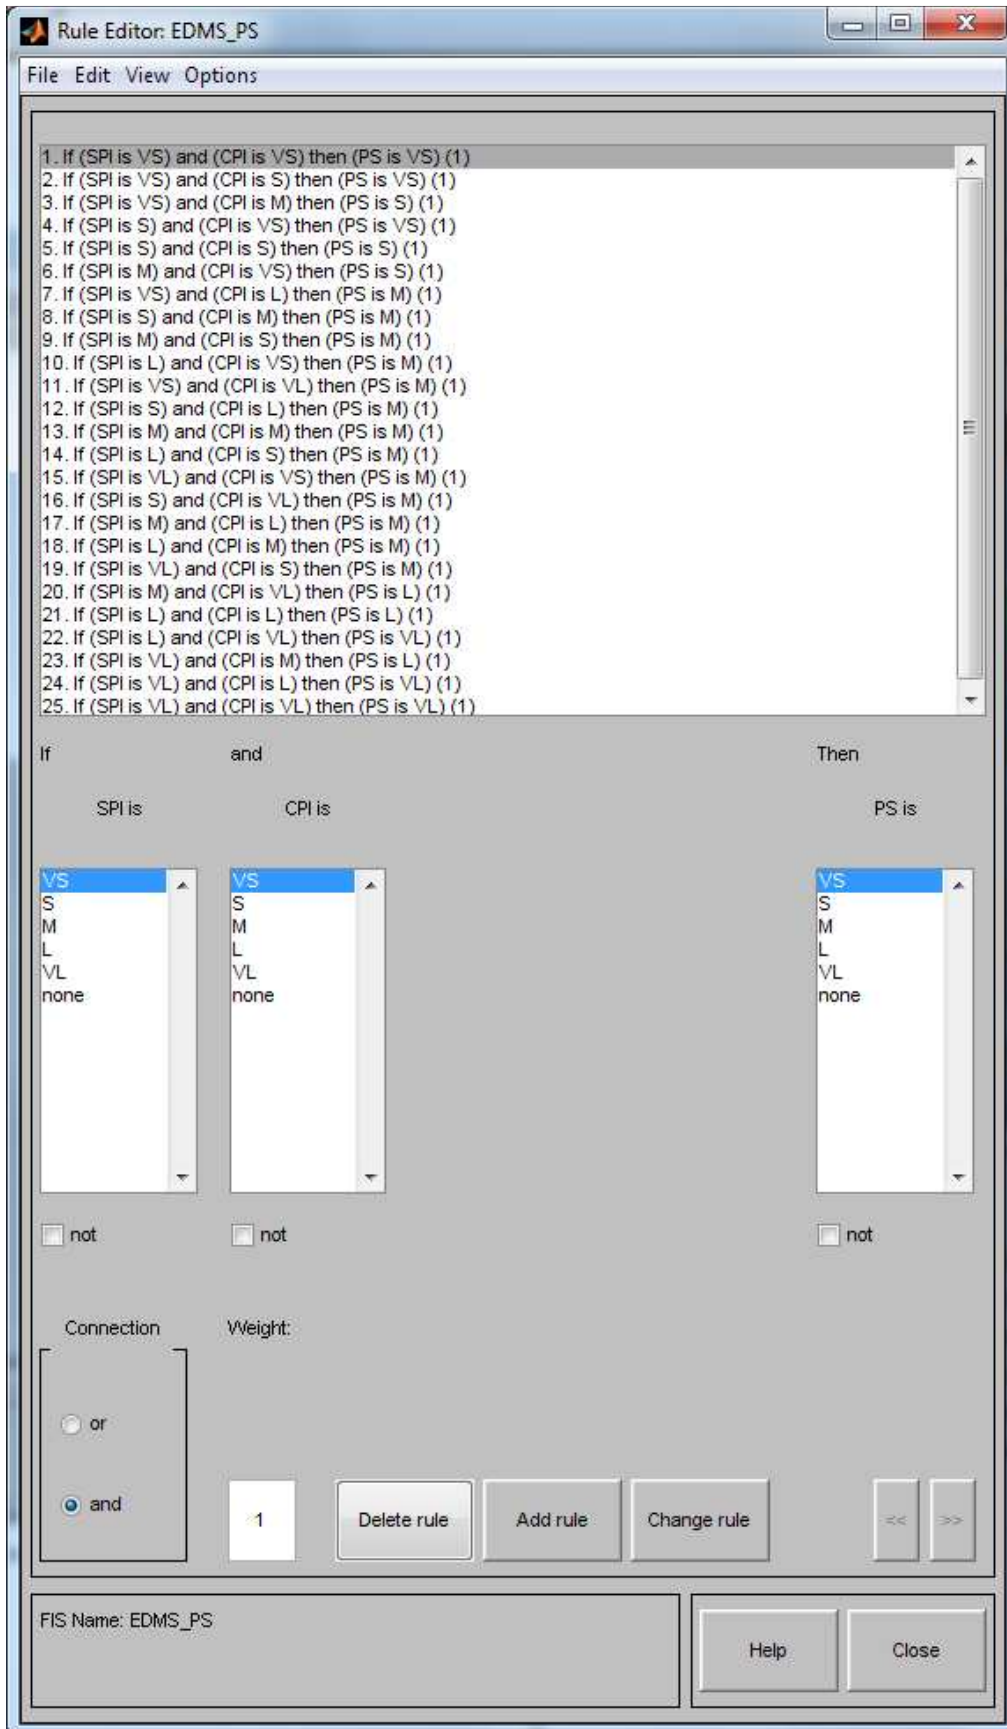 Rule Editor: EDMS_PS
File Edit View Options
1. If (SPI is VS) and (CPI is VS) then (PS is VS) (1)
2. If (SPI is VS) and (CPI is S) then (PS is VS) (1)
3. If (SPI is VS) and (CPI is M) then (PS is S) (1)
4. If (SPI is S) and (CPI is VS) then (PS is VS) (1)
5. If (SPI is S) and (CPI is S) then (PS is S) (1)
6. If (SPI is M) and (CPI is VS) then (PS is S) (1)
7. If (SPI is VS) and (CPI is L) then (PS is M) (1)
8. If (SPI is S) and (CPI is M) then (PS is M) (1)
9. If (SPI is M) and (CPI is S) then (PS is M) (1)
10. If (SPI is L) and (CPI is VS) then (PS is M) (1)
11. If (SPI is VS) and (CPI is VL) then (PS is M) (1)
12. If (SPI is S) and (CPI is L) then (PS is M) (1)
13. If (SPI is M) and (CPI is M) then (PS is M) (1)
14. If (SPI is L) and (CPI is S) then (PS is M) (1)
15. If (SPI is VL) and (CPI is VS) then (PS is M) (1)
16. If (SPI is S) and (CPI is VL) then (PS is M) (1)
17. If (SPI is M) and (CPI is L) then (PS is M) (1)
18. If (SPI is L) and (CPI is M) then (PS is M) (1)
19. If (SPI is VL) and (CPI is S) then (PS is M) (1)
20. If (SPI is M) and (CPI is VL) then (PS is L) (1)
21. If (SPI is L) and (CPI is L) then (PS is L) (1)
22. If (SPI is L) and (CPI is VL) then (PS is VL) (1)
23. If (SPI is VL) and (CPI is M) then (PS is L) (1)
24. If (SPI is VL) and (CPI is L) then (PS is VL) (1)
25. If (SPI is VL) and (CPI is VL) then (PS is VL) (1)
If and Then
SPI is CPI is PS is
VS VS VS
S S S
M M M
L L L
VL VL VL
none none none
not not not
Connection Weight:
or
and 1 Delete rule Add rule Change rule << >>
FIS Name: EDMS_PS
Help Close